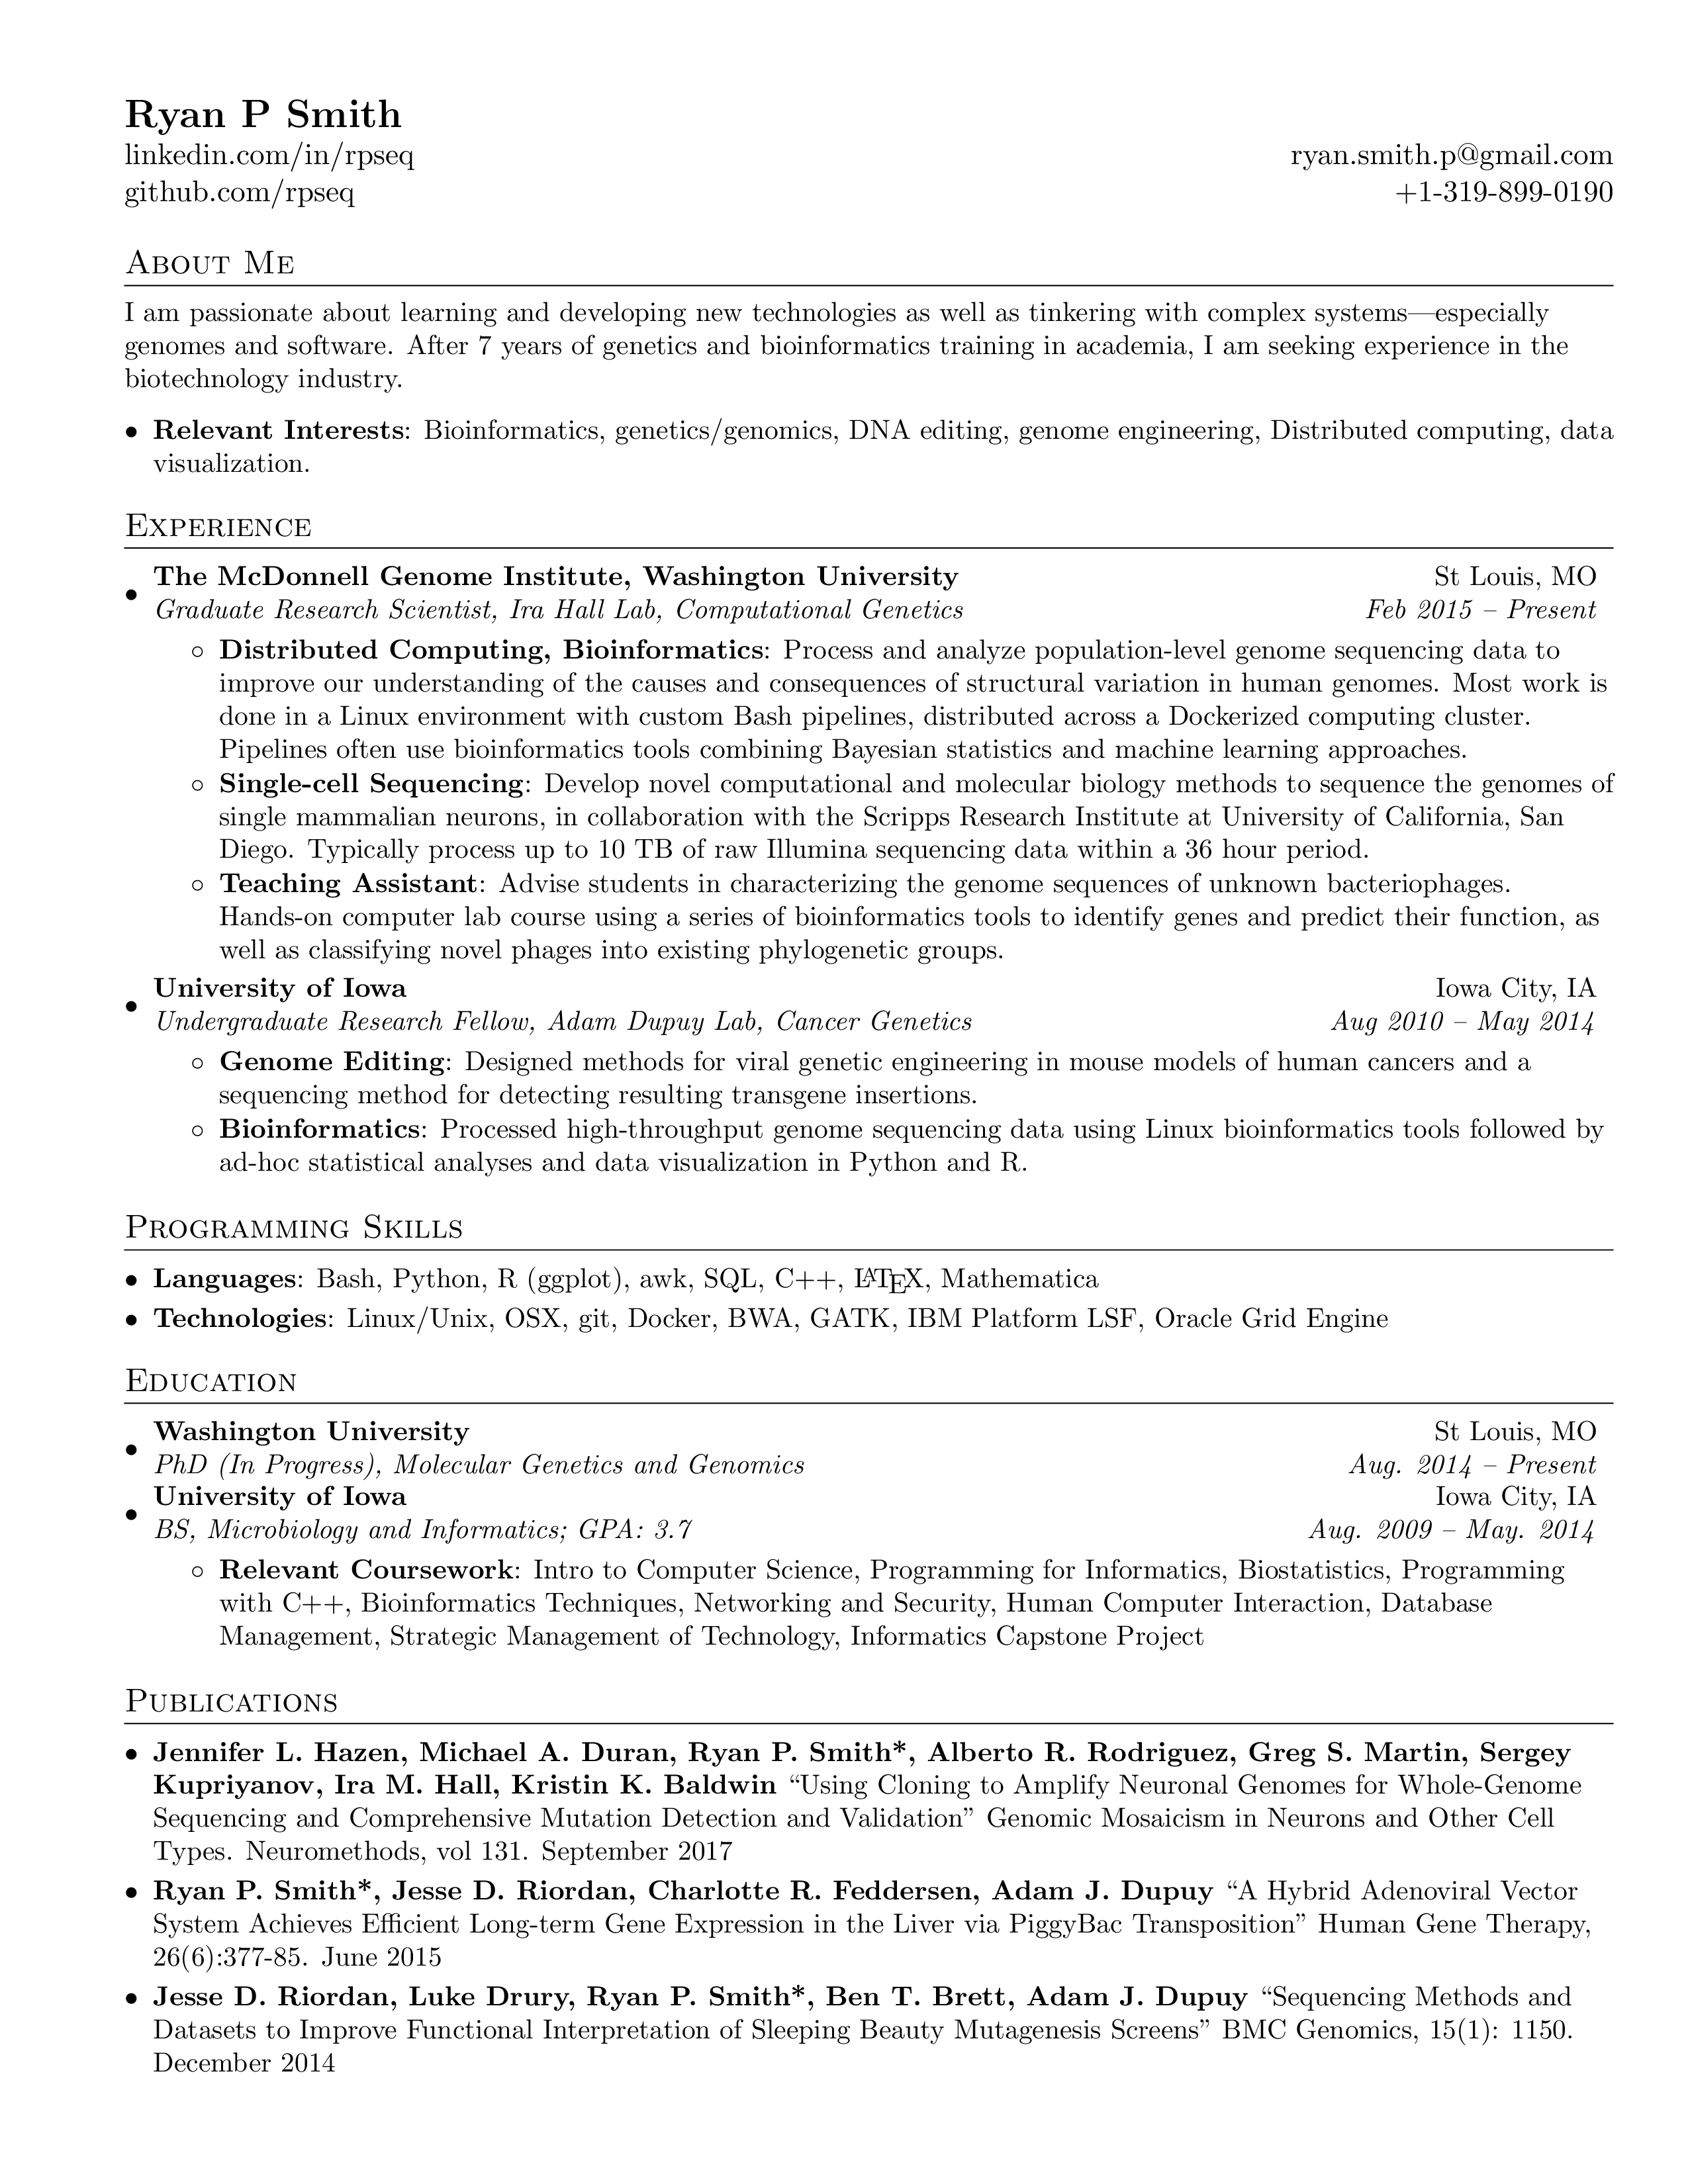 Ryan P Smith
linkedin.com/in/rpseq ryan.smith.p@gmail.com
github.com/rpseq +1-319-899-0190
About Me
I am passionate about learning and developing new technologies as well as tinkering with complex systems—especially
genomes and software. After 7 years of genetics and bioinformatics training in academia, I am seeking experience in the
biotechnology industry.
• Relevant Interests: Bioinformatics, genetics/genomics, DNA editing, genome engineering, Distributed computing, data
visualization.
Experience
• The McDonnell Genome Institute, Washington University St Louis, MO
Graduate Research Scientist, Ira Hall Lab, Computational Genetics Feb 2015 – Present
◦ Distributed Computing, Bioinformatics: Process and analyze population-level genome sequencing data to
improve our understanding of the causes and consequences of structural variation in human genomes. Most work is
done in a Linux environment with custom Bash pipelines, distributed across a Dockerized computing cluster.
Pipelines often use bioinformatics tools combining Bayesian statistics and machine learning approaches.
◦ Single-cell Sequencing: Develop novel computational and molecular biology methods to sequence the genomes of
single mammalian neurons, in collaboration with the Scripps Research Institute at University of California, San
Diego. Typically process up to 10 TB of raw Illumina sequencing data within a 36 hour period.
◦ Teaching Assistant: Advise students in characterizing the genome sequences of unknown bacteriophages.
Hands-on computer lab course using a series of bioinformatics tools to identify genes and predict their function, as
well as classifying novel phages into existing phylogenetic groups.
• University of Iowa Iowa City, IA
Undergraduate Research Fellow, Adam Dupuy Lab, Cancer Genetics Aug 2010 – May 2014
◦ Genome Editing: Designed methods for viral genetic engineering in mouse models of human cancers and a
sequencing method for detecting resulting transgene insertions.
◦ Bioinformatics: Processed high-throughput genome sequencing data using Linux bioinformatics tools followed by
ad-hoc statistical analyses and data visualization in Python and R.
Programming Skills
• Languages: Bash, Python, R (ggplot), awk, SQL, C++, LATEX, Mathematica
• Technologies: Linux/Unix, OSX, git, Docker, BWA, GATK, IBM Platform LSF, Oracle Grid Engine
Education
• Washington University St Louis, MO
PhD (In Progress), Molecular Genetics and Genomics Aug. 2014 – Present
• University of Iowa Iowa City, IA
BS, Microbiology and Informatics; GPA: 3.7 Aug. 2009 – May. 2014
◦ Relevant Coursework: Intro to Computer Science, Programming for Informatics, Biostatistics, Programming
with C++, Bioinformatics Techniques, Networking and Security, Human Computer Interaction, Database
Management, Strategic Management of Technology, Informatics Capstone Project
Publications
• Jennifer L. Hazen, Michael A. Duran, Ryan P. Smith*, Alberto R. Rodriguez, Greg S. Martin, Sergey
Kupriyanov, Ira M. Hall, Kristin K. Baldwin “Using Cloning to Amplify Neuronal Genomes for Whole-Genome
Sequencing and Comprehensive Mutation Detection and Validation” Genomic Mosaicism in Neurons and Other Cell
Types. Neuromethods, vol 131. September 2017
• Ryan P. Smith*, Jesse D. Riordan, Charlotte R. Feddersen, Adam J. Dupuy “A Hybrid Adenoviral Vector
System Achieves Efficient Long-term Gene Expression in the Liver via PiggyBac Transposition” Human Gene Therapy,
26(6):377-85. June 2015
• Jesse D. Riordan, Luke Drury, Ryan P. Smith*, Ben T. Brett, Adam J. Dupuy “Sequencing Methods and
Datasets to Improve Functional Interpretation of Sleeping Beauty Mutagenesis Screens” BMC Genomics, 15(1): 1150.
December 2014